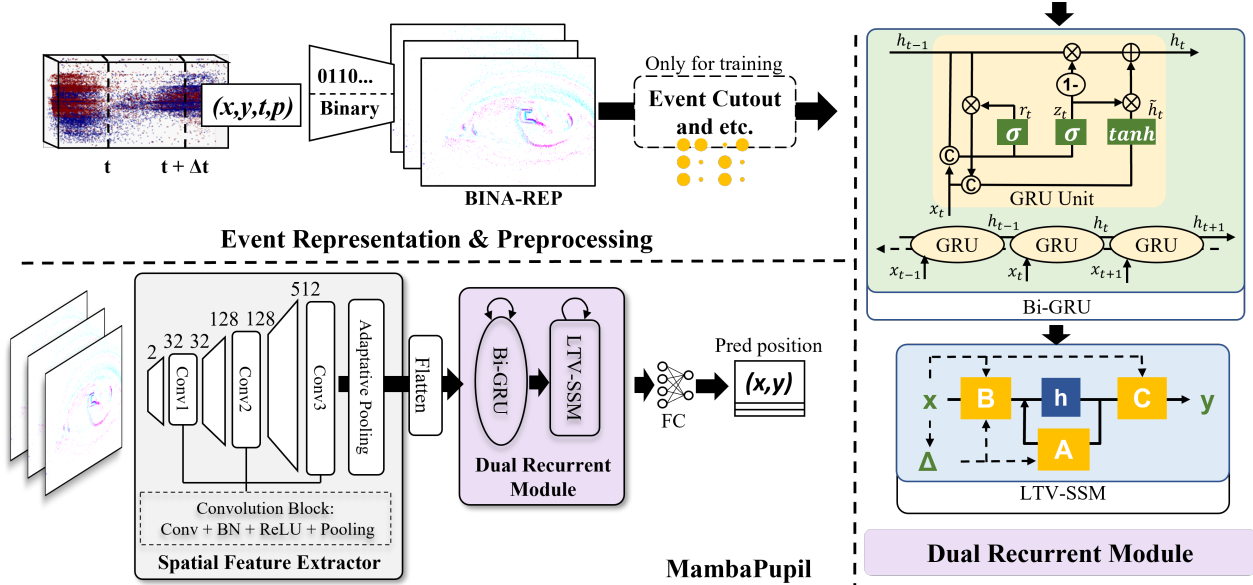 (x,y,t,p)
t
t + Δt
0110...
Binary
BINA-REP
Only for training
Event Cutout
and etc.
Event Representation & Preprocessing
2
32
32
128
128
512
Conv1
Conv2
Conv3
Adaptative Pooling
Flatten
Convolution Block:
Conv + BN + ReLU + Pooling
Spatial Feature Extractor
Bi-GRU
LTV-SSM
Dual Recurrent
Module
FC
Pred position
(x,y)
MambaPupil
h_{t-1}
h_t
1-
r_t
z_t
h̃_t
σ
σ
tanh
C
C
GRU Unit
x_t
h_{t-1}
h_t
h_{t+1}
GRU
GRU
GRU
x_{t-1}
x_t
x_{t+1}
Bi-GRU
x
B
h
C
y
A
Δ
LTV-SSM
Dual Recurrent Module